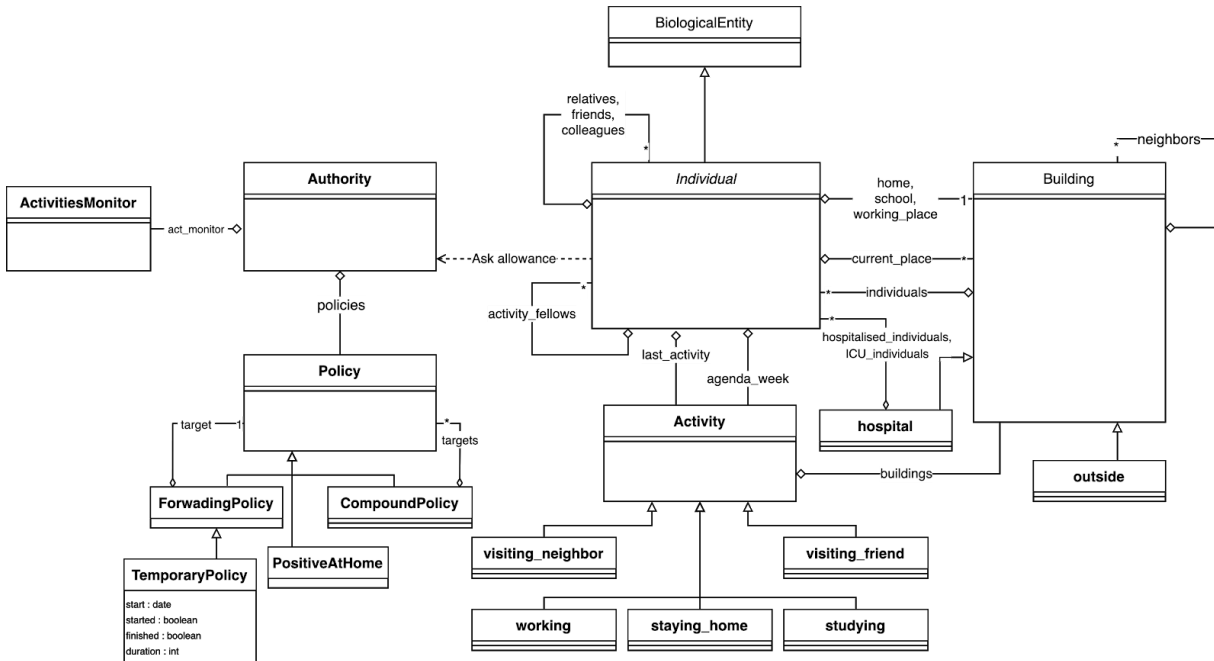 BiologicalEntity
relatives,
friends,
colleagues
*
* neighbors
Authority
Individual
home,
school,
working_place
1
Building
ActivitiesMonitor
act_monitor
Ask allowance
current_place *
* individuals
*
activity_fellows
policies
*
hospitalised_individuals,
ICU_individuals
last_activity
agenda_week
Policy
target 1
*
targets
Activity
hospital
buildings
outside
ForwadingPolicy
CompoundPolicy
visiting_neighbor
visiting_friend
PositiveAtHome
TemporaryPolicy
start : date
started : boolean
finished : boolean
duration : int
working
staying_home
studying